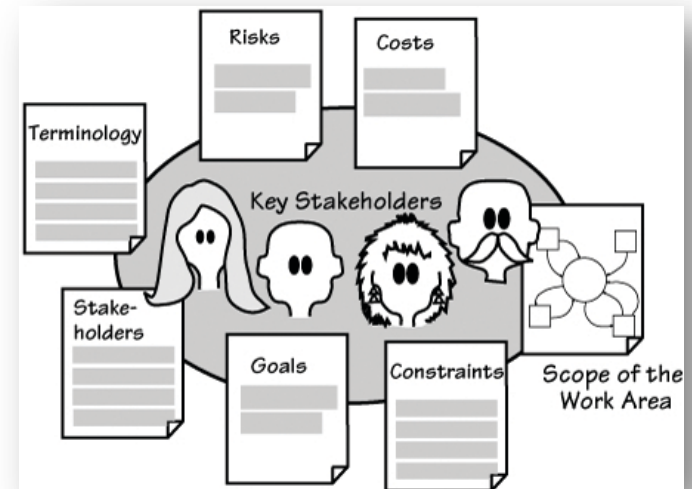 Risks
Costs
Terminology
Key Stakeholders
Stake-
holders
Goals
Constraints
Scope of the
Work Area